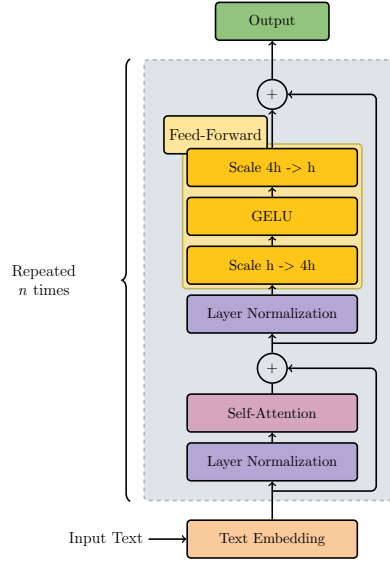 Output
+
Feed-Forward
Scale 4h -> h
GELU
Scale h -> 4h
Repeated
n times
Layer Normalization
+
Self-Attention
Layer Normalization
Input Text
Text Embedding